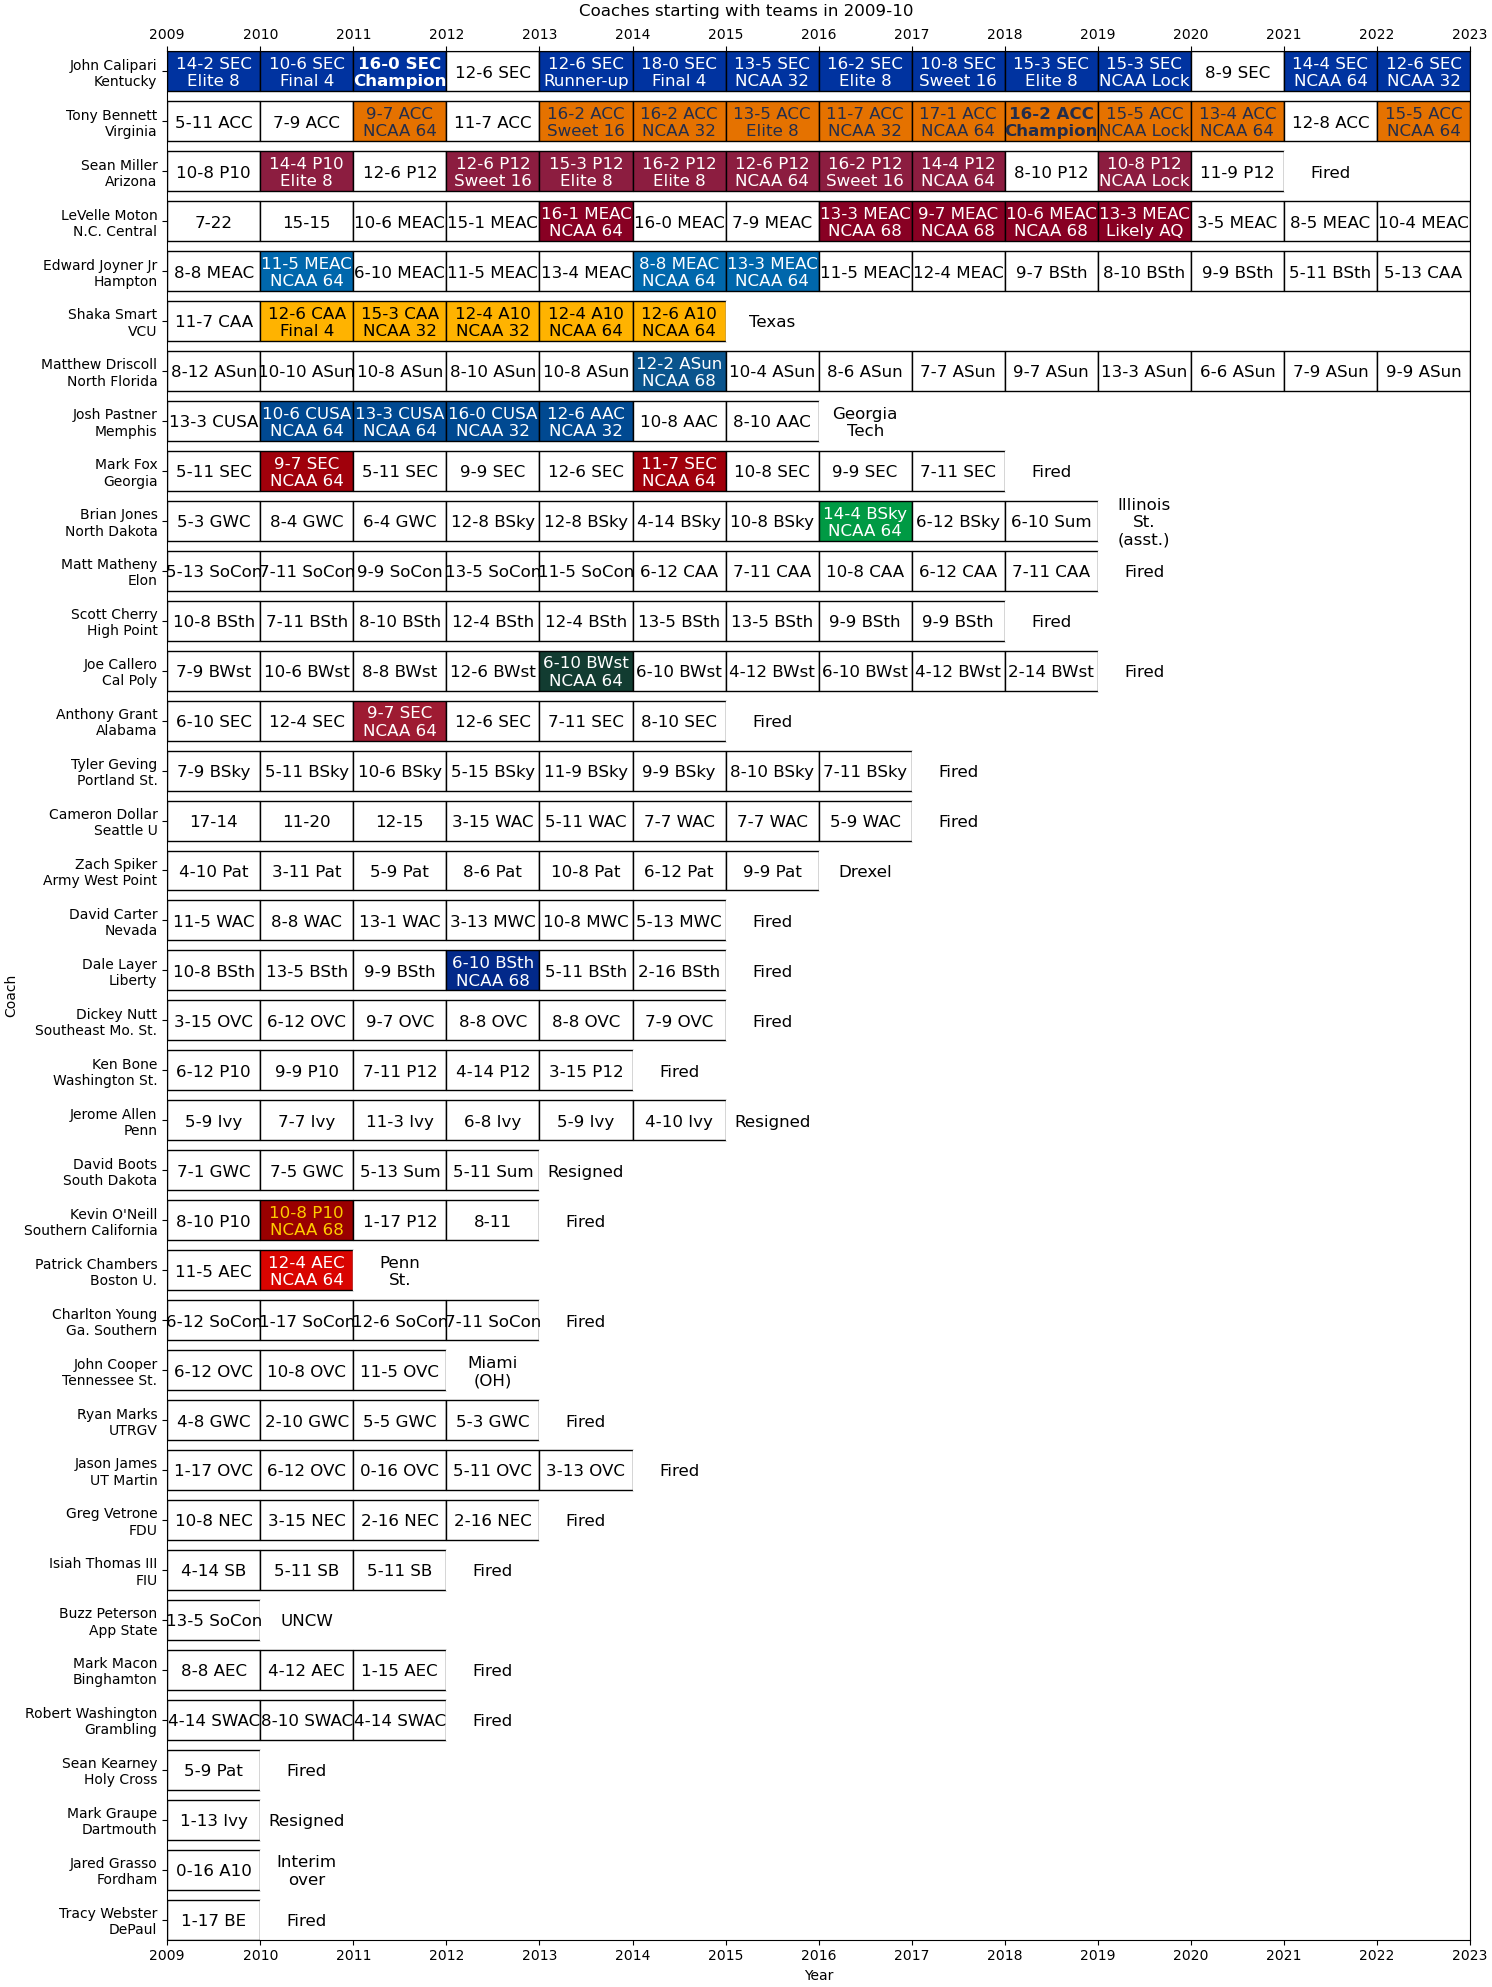 Coaches starting with teams in 2009-10
2009 2010 2011 2012 2013 2014 2015 2016 2017 2018 2019 2020 2021 2022 2023
John Calipari 14-2 SEC 10-6 SEC 16-0 SEC 12-6 SEC 12-6 SEC 18-0 SEC 13-5 SEC 16-2 SEC 10-8 SEC 15-3 SEC 15-3 SEC 8-9 SEC 14-4 SEC 12-6 SEC
Kentucky Elite 8 Final 4 Champion Runner-up Final 4 NCAA 32 Elite 8 Sweet 16 Elite 8 NCAA Lock NCAA 64 NCAA 32
Tony Bennett 5-11 ACC 7-9 ACC 9-7 ACC 11-7 ACC 16-2 ACC 16-2 ACC 13-5 ACC 11-7 ACC 17-1 ACC 16-2 ACC 15-5 ACC 13-4 ACC 12-8 ACC 15-5 ACC
Virginia NCAA 64 Sweet 16 NCAA 32 Elite 8 NCAA 32 NCAA 64 Champion NCAA Lock NCAA 64 NCAA 64
Sean Miller 10-8 P10 14-4 P10 12-6 P12 12-6 P12 15-3 P12 16-2 P12 12-6 P12 16-2 P12 14-4 P12 8-10 P12 10-8 P12 11-9 P12 Fired
Arizona Elite 8 Sweet 16 Elite 8 Elite 8 NCAA 64 Sweet 16 NCAA 64 NCAA Lock
LeVelle Moton 7-22 15-15 10-6 MEAC 15-1 MEAC 16-1 MEAC 16-0 MEAC 7-9 MEAC 13-3 MEAC 9-7 MEAC 10-6 MEAC 13-3 MEAC 3-5 MEAC 8-5 MEAC 10-4 MEAC
N.C. Central NCAA 64 NCAA 68 NCAA 68 NCAA 68 Likely AQ
Edward Joyner Jr 8-8 MEAC 11-5 MEAC 6-10 MEAC 11-5 MEAC 13-4 MEAC 8-8 MEAC 13-3 MEAC 11-5 MEAC 12-4 MEAC 9-7 BSth 8-10 BSth 9-9 BSth 5-11 BSth 5-13 CAA
Hampton NCAA 64 NCAA 64 NCAA 64
Shaka Smart 11-7 CAA 12-6 CAA 15-3 CAA 12-4 A10 12-4 A10 12-6 A10 Texas
VCU Final 4 NCAA 32 NCAA 32 NCAA 64 NCAA 64
Matthew Driscoll 8-12 ASun 10-10 ASun 10-8 ASun 8-10 ASun 10-8 ASun 12-2 ASun 10-4 ASun 8-6 ASun 7-7 ASun 9-7 ASun 13-3 ASun 6-6 ASun 7-9 ASun 9-9 ASun
North Florida NCAA 68
Josh Pastner 13-3 CUSA 10-6 CUSA 13-3 CUSA 16-0 CUSA 12-6 AAC 10-8 AAC 8-10 AAC Georgia
Memphis NCAA 64 NCAA 64 NCAA 32 NCAA 32 Tech
Mark Fox 5-11 SEC 9-7 SEC 5-11 SEC 9-9 SEC 12-6 SEC 11-7 SEC 10-8 SEC 9-9 SEC 7-11 SEC Fired
Georgia NCAA 64 NCAA 64
Illinois
Brian Jones 5-3 GWC 8-4 GWC 6-4 GWC 12-8 BSky 12-8 BSky 4-14 BSky 10-8 BSky 14-4 BSky 6-12 BSky 6-10 Sum St.
North Dakota NCAA 64 (asst.)
Matt Matheny 5-13 SoCon 7-11 SoCon 9-9 SoCon 13-5 SoCon 11-5 SoCon 6-12 CAA 7-11 CAA 10-8 CAA 6-12 CAA 7-11 CAA Fired
Elon
Scott Cherry 10-8 BSth 7-11 BSth 8-10 BSth 12-4 BSth 12-4 BSth 13-5 BSth 13-5 BSth 9-9 BSth 9-9 BSth Fired
High Point
Joe Callero 7-9 BWst 10-6 BWst 8-8 BWst 12-6 BWst 6-10 BWst 6-10 BWst 4-12 BWst 6-10 BWst 4-12 BWst 2-14 BWst Fired
Cal Poly NCAA 64
Anthony Grant 6-10 SEC 12-4 SEC 9-7 SEC 12-6 SEC 7-11 SEC 8-10 SEC Fired
Alabama NCAA 64
Tyler Geving 7-9 BSky 5-11 BSky 10-6 BSky 5-15 BSky 11-9 BSky 9-9 BSky 8-10 BSky 7-11 BSky Fired
Portland St.
Cameron Dollar 17-14 11-20 12-15 3-15 WAC 5-11 WAC 7-7 WAC 7-7 WAC 5-9 WAC Fired
Seattle U
Zach Spiker 4-10 Pat 3-11 Pat 5-9 Pat 8-6 Pat 10-8 Pat 6-12 Pat 9-9 Pat Drexel
Army West Point
David Carter 11-5 WAC 8-8 WAC 13-1 WAC 3-13 MWC 10-8 MWC 5-13 MWC Fired
Nevada
Dale Layer 10-8 BSth 13-5 BSth 9-9 BSth 6-10 BSth 5-11 BSth 2-16 BSth Fired
Liberty NCAA 68
Coach
Dickey Nutt 3-15 OVC 6-12 OVC 9-7 OVC 8-8 OVC 8-8 OVC 7-9 OVC Fired
Southeast Mo. St.
Ken Bone 6-12 P10 9-9 P10 7-11 P12 4-14 P12 3-15 P12 Fired
Washington St.
Jerome Allen 5-9 Ivy 7-7 Ivy 11-3 Ivy 6-8 Ivy 5-9 Ivy 4-10 Ivy Resigned
Penn
David Boots 7-1 GWC 7-5 GWC 5-13 Sum 5-11 Sum Resigned
South Dakota
Kevin O'Neill 8-10 P10 10-8 P10 1-17 P12 8-11 Fired
Southern California NCAA 68
Patrick Chambers 11-5 AEC 12-4 AEC Penn
Boston U. NCAA 64 St.
Charlton Young 6-12 SoCon 1-17 SoCon 12-6 SoCon 7-11 SoCon Fired
Ga. Southern
John Cooper 6-12 OVC 10-8 OVC 11-5 OVC Miami
Tennessee St. (OH)
Ryan Marks 4-8 GWC 2-10 GWC 5-5 GWC 5-3 GWC Fired
UTRGV
Jason James 1-17 OVC 6-12 OVC 0-16 OVC 5-11 OVC 3-13 OVC Fired
UT Martin
Greg Vetrone 10-8 NEC 3-15 NEC 2-16 NEC 2-16 NEC Fired
FDU
Isiah Thomas III 4-14 SB 5-11 SB 5-11 SB Fired
FIU
Buzz Peterson 13-5 SoCon UNCW
App State
Mark Macon 8-8 AEC 4-12 AEC 1-15 AEC Fired
Binghamton
Robert Washington 4-14 SWAC 8-10 SWAC 4-14 SWAC Fired
Grambling
Sean Kearney 5-9 Pat Fired
Holy Cross
Mark Graupe 1-13 Ivy Resigned
Dartmouth
Jared Grasso 0-16 A10 Interim
Fordham over
Tracy Webster 1-17 BE Fired
DePaul
2009 2010 2011 2012 2013 2014 2015 2016 2017 2018 2019 2020 2021 2022 2023
Year